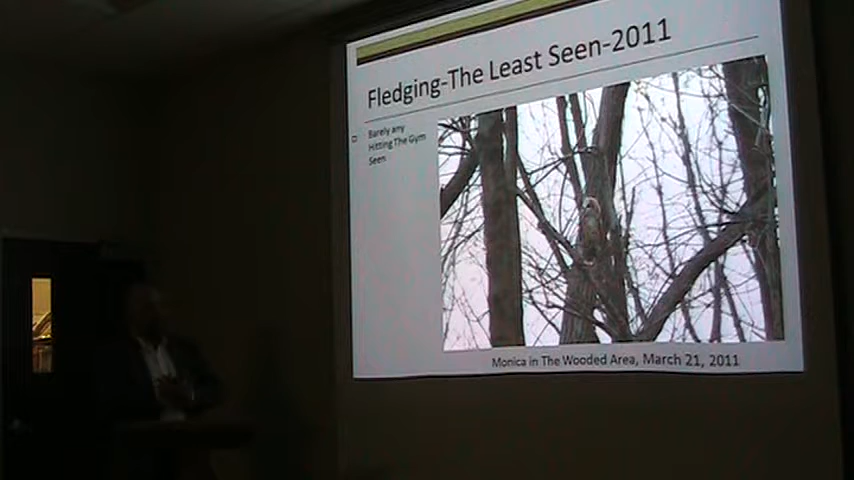 Fledging-The Least Seen-2011
Barely any
Hitting The Gym
Seen
Monica in The Wooded Area, March 21, 2011